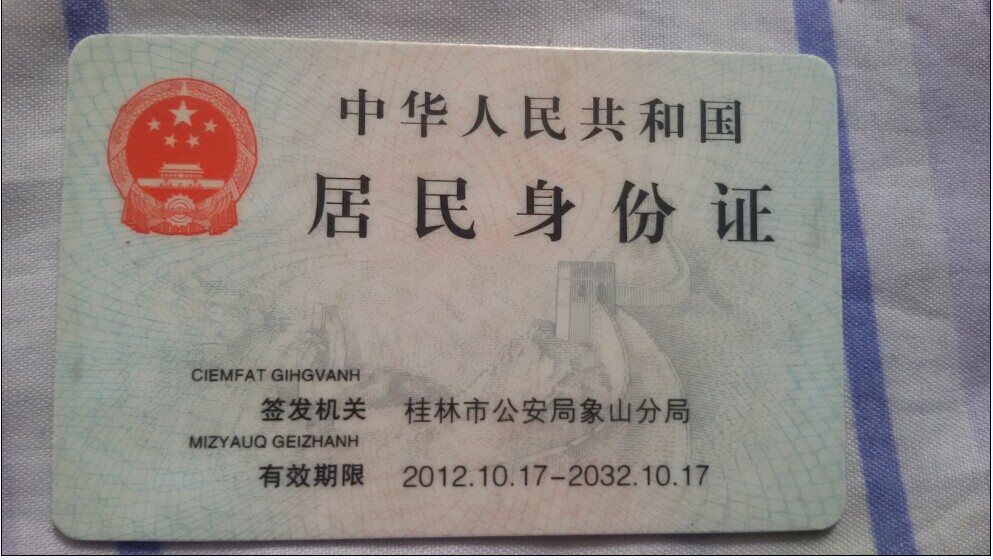 中华人民共和国
居民身份证
CIEMFAT GIHGVANH
签发机关 桂林市公安局象山分局
MIZYAUQ GEIZHANH
有效期限 2012.10.17-2032.10.17